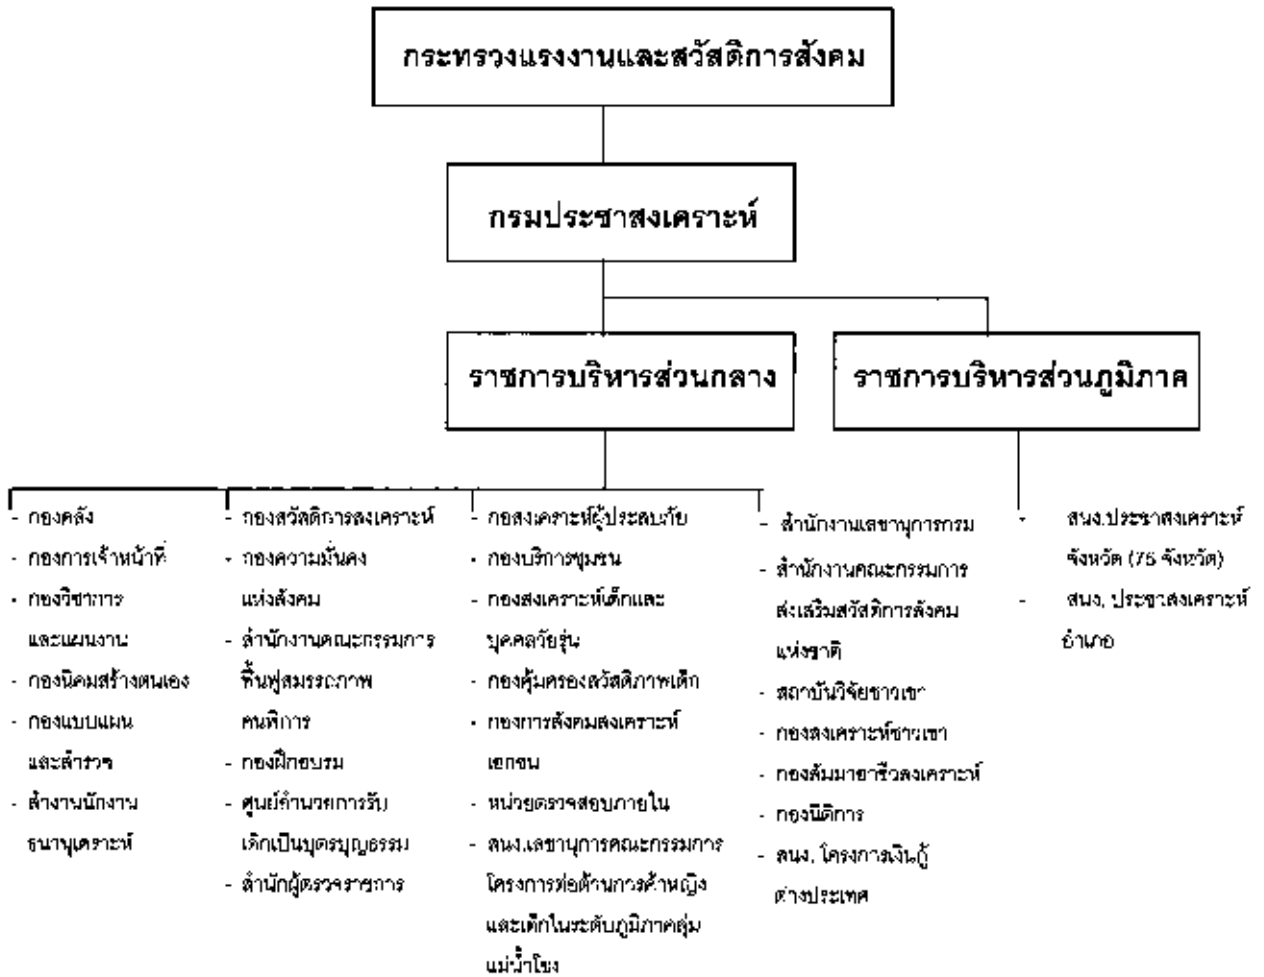 กระทรวงแรงงานและสวัสดิการสังคม
กรมประชาสงเคราะห์
ราชการบริหารส่วนกลาง
ราชการบริหารส่วนภูมิภาค
- กองคลัง
- กองการเจ้าหน้าที่
- กองวิชาการ
และแผนงาน
- กองนิคมสร้างตนเอง
- กองแบบแผน
และสำรวจ
- สำงานนักงาน
ธนานุเคราะห์
- กองสวัสดิการสงเคราะห์
- กองความมั่นคง
แห่งสังคม
- สำนักงานคณะกรรมการ
ฟื้นฟูสมรรถภาพ
คนพิการ
- กองฝึกอบรม
- ศูนย์อำนวยการรับ
เด็กเป็นบุตรบุญธรรม
- สำนักผู้ตรวจราชการ
- กอสงเคราะห์ผู้ประสบภัย
- กองบริการชุมชน
- กองสงเคราะห์เด็กและ
บุคคลวัยรุ่น
- กองคุ้มครองสวัสดิภาพเด็ก
- กองการสังคมสงเคราะห์
เอกชน
- หน่วยตรวจสอบภายใน
- สนง.เลขานุการคณะกรรมการ
โครงการต่อต้านการค้าหญิง
และเด็กในระดับภูมิภาคลุ่ม
แม่น้ำโขง
- สำนักงานเลขานุการกรม
- สำนักงานคณะกรรมการ
ส่งเสริมสวัสดิการสังคม
แห่งชาติ
- สถาบันวิจัยชาวเขา
- กองสงเคราะห์ชาวเขา
- กองสัมมาอาชีวสงเคราะห์
- กองนิติการ
- สนง. โครงการเงินกู้
ต่างประเทศ
- สนง.ประชาสงเคราะห์
จังหวัด (75 จังหวัด)
- สนง. ประชาสงเคราะห์
อำเภอ